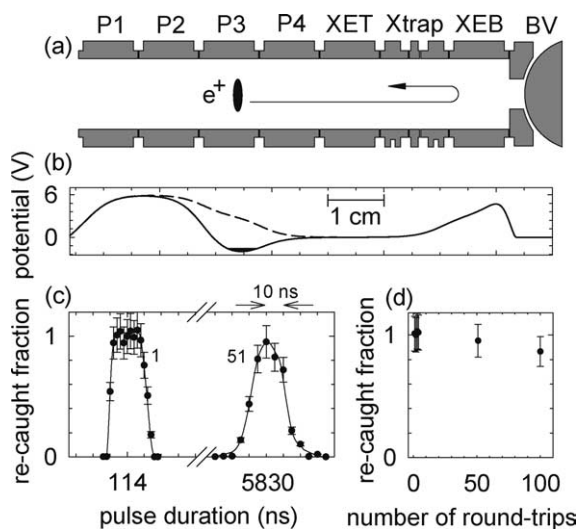 P1 P2 P3 P4 XET Xtrap XEB BV
(a)
e+
(b)
potential (V)
6
0
1 cm
(c)
re-caught fraction
1
0
1
10 ns
51
114
5830
pulse duration (ns)
(d)
re-caught fraction
1
0
0 50 100
number of round-trips